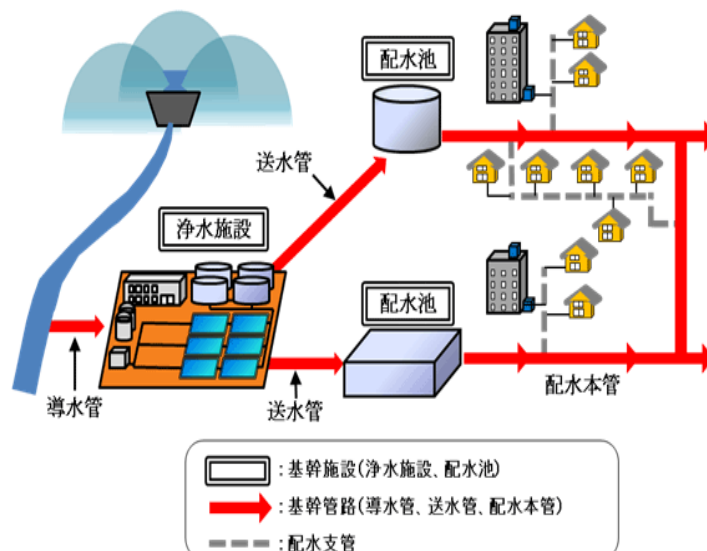 配水池
送水管
浄水施設
配水池
導水管
送水管
配水本管
：基幹施設(浄水施設、配水池)
：基幹管路(導水管、送水管、配水本管)
：配水支管